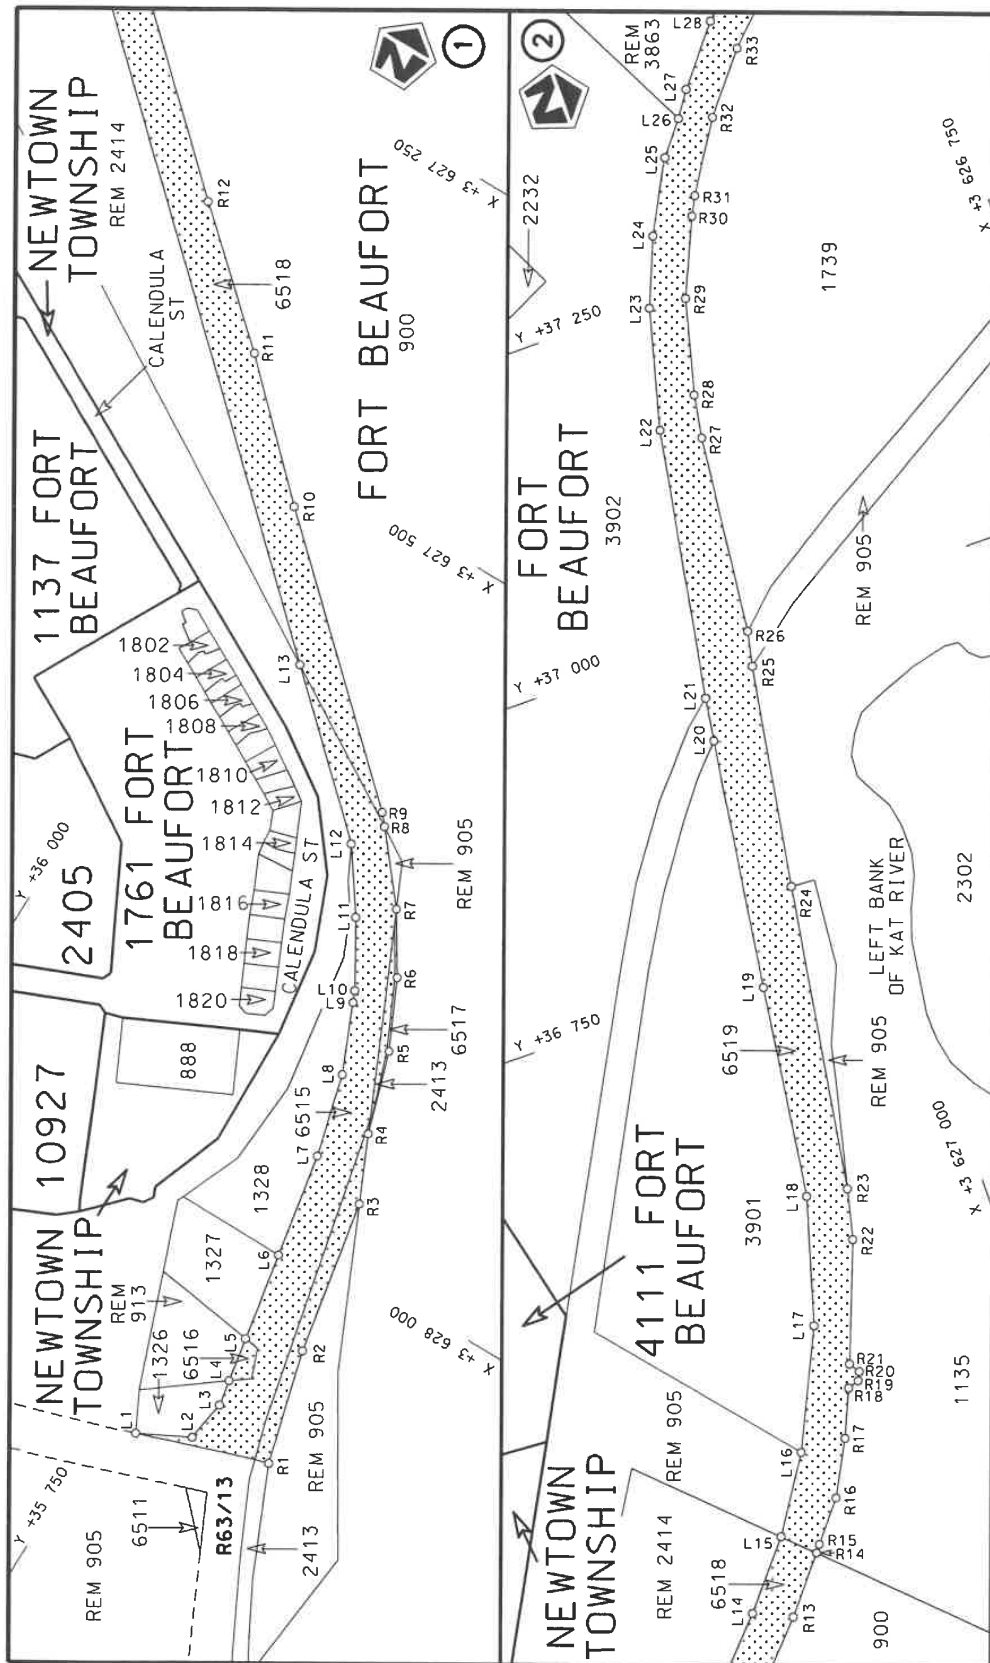 1
NEWTOWN
TOWNSHIP
REM 2414
CALENDULA
ST
1137 FORT
BEAUFORT
R12
6518
R11
X +3 627 250
FORT BEAUFORT
900
R10
X +3 627 500
L13
1802
1804
1806
1808
1810
1812
1814
1816
1818
1820
1761 FORT
BEAUFORT
Y +36 000
2405
CALENDULA ST
L12
L11
L10
L9
L8
L7
R9
R8
R7
R6
R5
R4
R3
REM 905
6517
2413
6515
888
10927
NEWTOWN
TOWNSHIP
1328
1327
REM
913
1326
6516
L6
L5
L4
L3
L2
L1
R2
R1
X +3 628 000
REM 905
2413
R63/13
6511
REM 905
Y +35 750
2
REM
3863
L28
R33
L27
L26
R32
L25
R31
R30
L24
L23
R29
X +3 626 750
2232
Y +37 250
1739
R28
L22
R27
FORT
BEAUFORT
3902
R26
R25
REM 905
Y +37 000
L21
L20
R24
L19
LEFT BANK
OF KAT RIVER
2302
6519
REM 905
Y +36 750
X +3 627 000
4111 FORT
BEAUFORT
3901
L18
R23
R22
L17
R21
R20
R19
R18
1135
L16
R17
R16
REM 905
L15
R15
R14
NEWTOWN
TOWNSHIP
REM 2414
6518
L14
R13
900